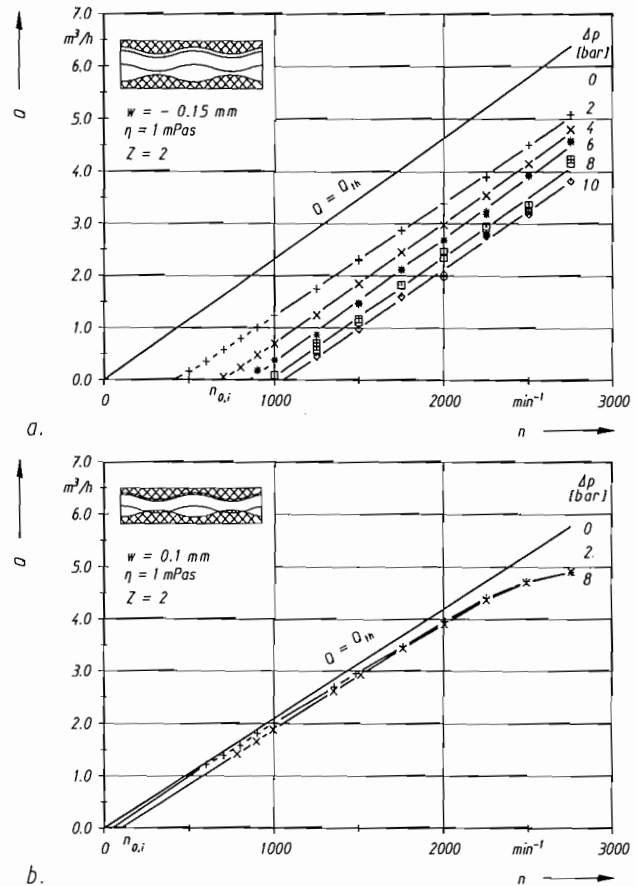 7.0
m³/h
6.0
5.0
4.0
3.0
2.0
1.0
0.0
Q
w = - 0.15 mm
η = 1 mPas
Z = 2
Q = Q_th
Δp
[bar]
0
2
4
6
8
10
0
n_0,i
1000
2000
min⁻¹
3000
n
a.
7.0
m³/h
6.0
5.0
4.0
3.0
2.0
1.0
0.0
Q
w = 0.1 mm
η = 1 mPas
Z = 2
Q = Q_th
Δp
[bar]
0
2
8
0
n_0,i
1000
2000
min⁻¹
3000
n
b.